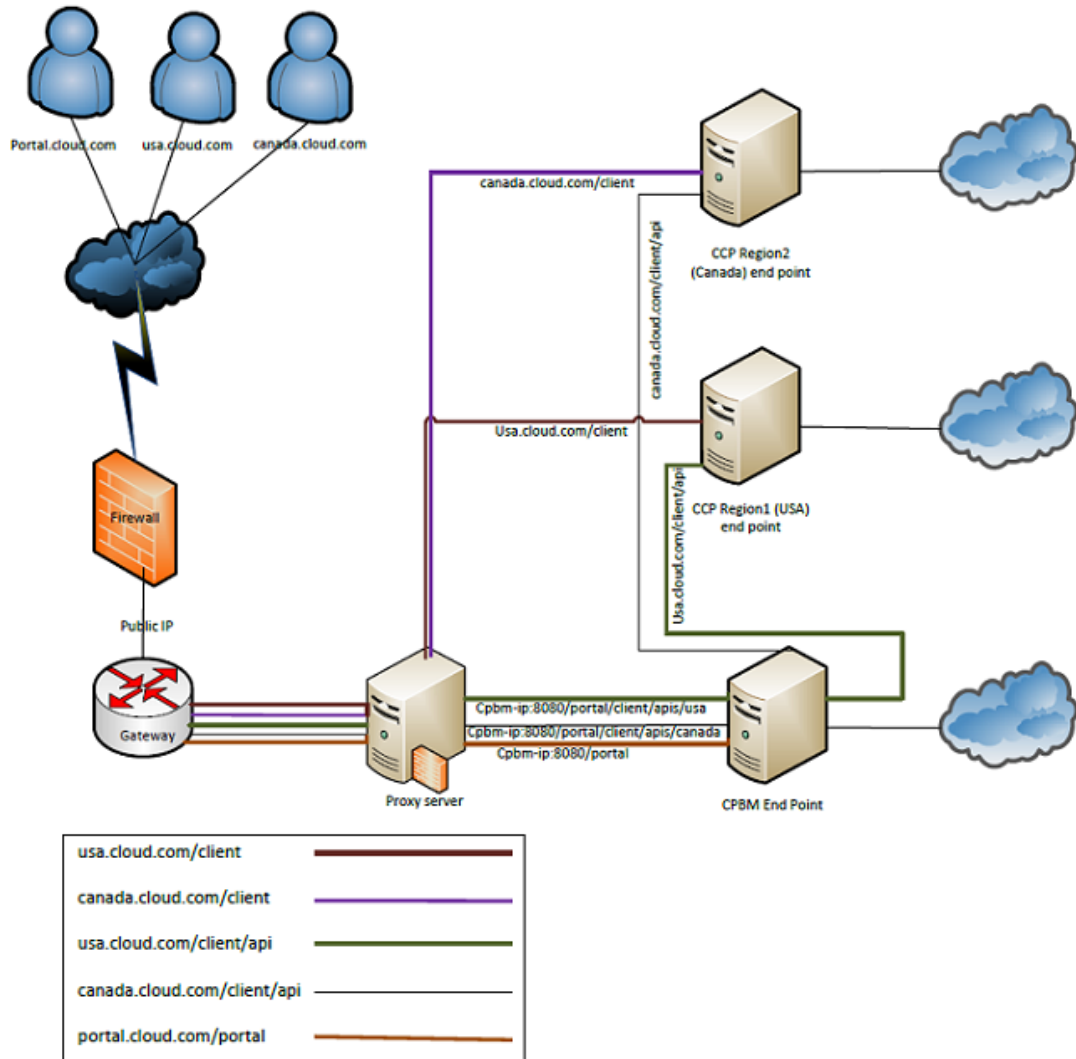 Portal.cloud.com
usa.cloud.com
canada.cloud.com
canada.cloud.com/client
canada.cloud.com/client/api
CCP Region2
(Canada) end point
Usa.cloud.com/client
Usa.cloud.com/client/api
CCP Region1 (USA)
end point
Firewall
Public IP
Gateway
Proxy server
Cpbm-ip:8080/portal/client/apis/usa
Cpbm-ip:8080/portal/client/apis/canada
Cpbm-ip:8080/portal
CPBM End Point
usa.cloud.com/client
canada.cloud.com/client
usa.cloud.com/client/api
canada.cloud.com/client/api
portal.cloud.com/portal